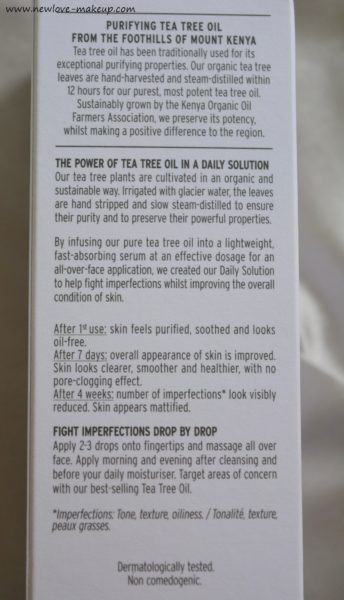 www.newlove-makeup.com
PURIFYING TEA TREE OIL
FROM THE FOOTHILLS OF MOUNT KENYA
Tea tree oil has been traditionally used for its
exceptional purifying properties. Our organic tea tree
leaves are hand-harvested and steam-distilled within
12 hours for our purest, most potent tea tree oil.
Sustainably grown by the Kenya Organic Oil
Farmers Association, we preserve its potency,
whilst making a positive difference to the region.
THE POWER OF TEA TREE OIL IN A DAILY SOLUTION
Our tea tree plants are cultivated in an organic and
sustainable way. Irrigated with glacier water, the leaves
are hand stripped and slow steam-distilled to ensure
their purity and to preserve their powerful properties.
By infusing our pure tea tree oil into a lightweight,
fast-absorbing serum at an effective dosage for an
all-over-face application, we created our Daily Solution
to help fight imperfections whilst improving the overall
condition of skin.
After 1st use: skin feels purified, soothed and looks
oil-free.
After 7 days: overall appearance of skin is improved.
Skin looks clearer, smoother and healthier, with no
pore-clogging effect.
After 4 weeks: number of imperfections* look visibly
reduced. Skin appears mattified.
FIGHT IMPERFECTIONS DROP BY DROP
Apply 2-3 drops onto fingertips and massage all over
face. Apply morning and evening after cleansing and
before your daily moisturiser. Target areas of concern
with our best-selling Tea Tree Oil.
*Imperfections: Tone, texture, oiliness. / Tonalité, texture,
peaux grasses.
Dermatologically tested.
Non comedogenic.